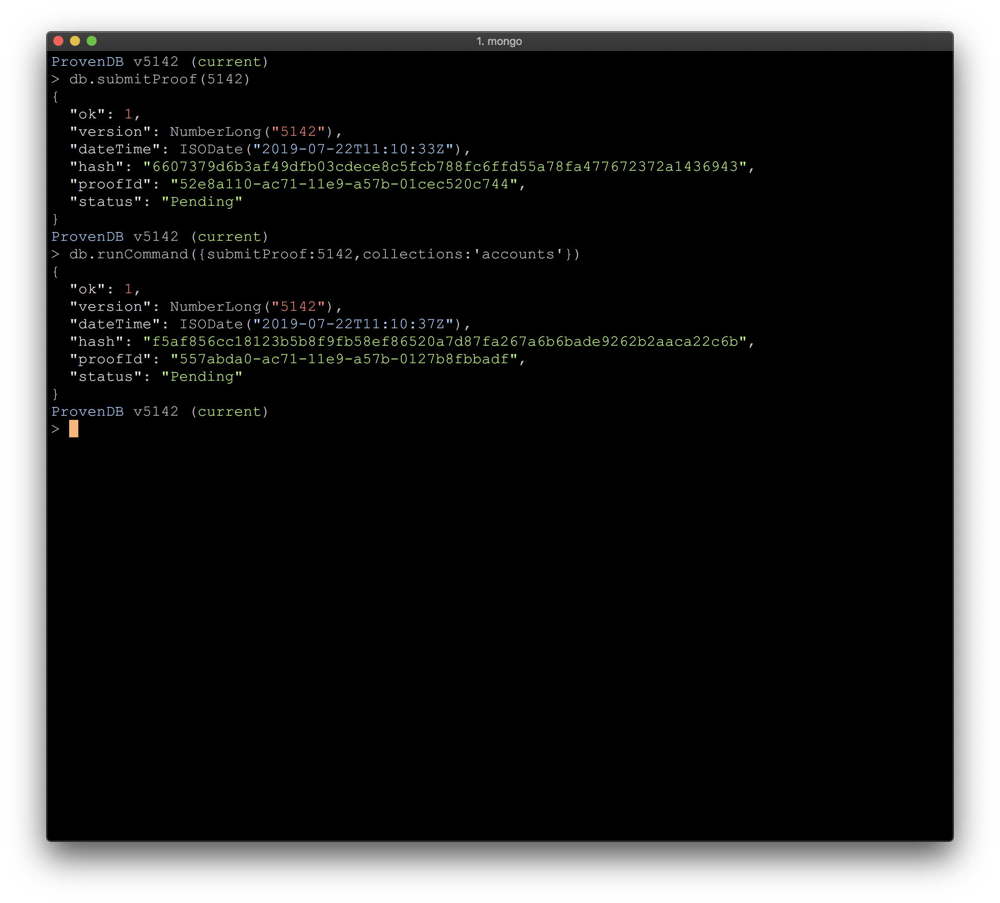 1. mongo
ProvenDB v5142 (current)
> db.submitProof(5142)
{
  "ok": 1,
  "version": NumberLong("5142"),
  "dateTime": ISODate("2019-07-22T11:10:33Z"),
  "hash": "6607379d6b3af49dfb03cdece8c5fcb788fc6ffd55a78fa477672372a1436943",
  "proofId": "52e8a110-ac71-11e9-a57b-01cec520c744",
  "status": "Pending"
}
ProvenDB v5142 (current)
> db.runCommand({submitProof:5142,collections:'accounts'})
{
  "ok": 1,
  "version": NumberLong("5142"),
  "dateTime": ISODate("2019-07-22T11:10:37Z"),
  "hash": "f5af856cc18123b5b8f9fb58ef86520a7d87fa267a6b6bade9262b2aaca22c6b",
  "proofId": "557abda0-ac71-11e9-a57b-0127b8fbbadf",
  "status": "Pending"
}
ProvenDB v5142 (current)
>